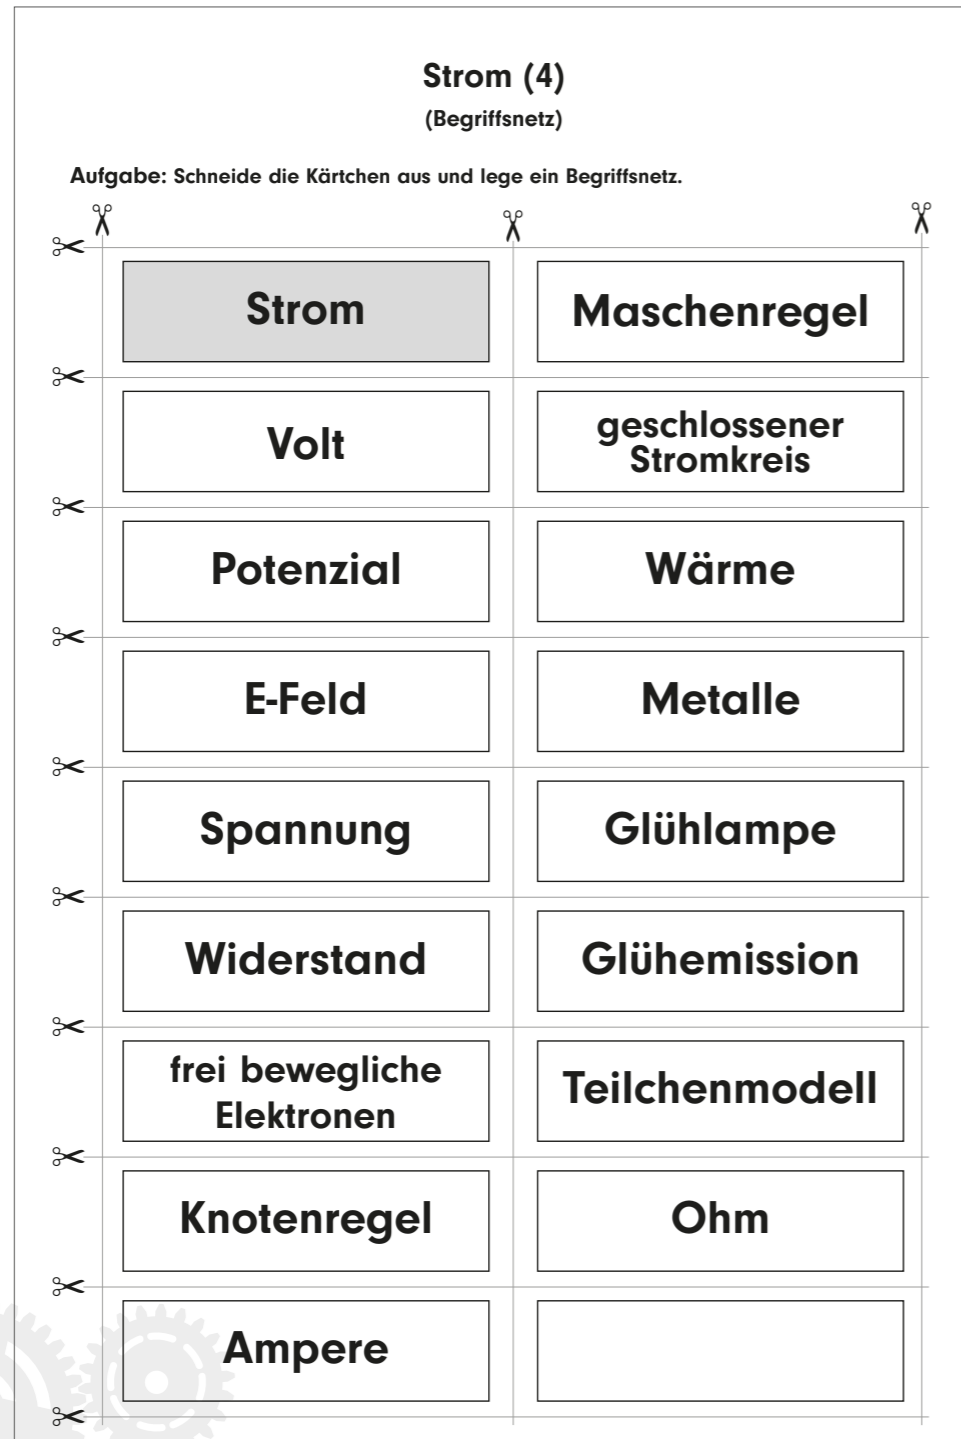 Strom (4)
(Begriffsnetz)
Aufgabe: Schneide die Kärtchen aus und lege ein Begriffsnetz.
Strom
Maschenregel
Volt
geschlossener
Stromkreis
Potenzial
Wärme
E-Feld
Metalle
Spannung
Glühlampe
Widerstand
Glühemission
frei bewegliche
Elektronen
Teilchenmodell
Knotenregel
Ohm
Ampere